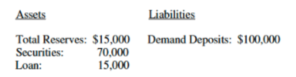 Assets Liabilities
Total Reserves: $15,000 Demand Deposits: $100,000
Securities: 70,000
Loan: 15,000